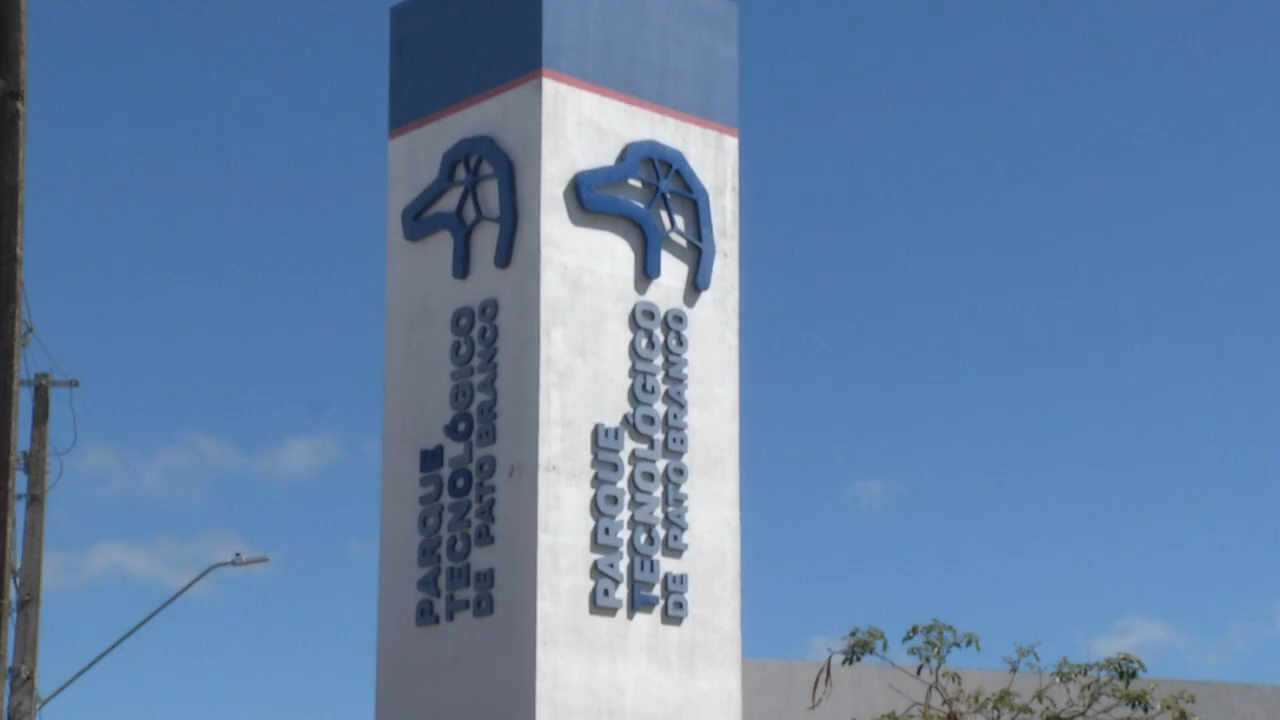 PARQUE
TECNOLÓGICO
DE PATO BRANCO
PARQUE
TECNOLÓGICO
DE PATO BRANCO